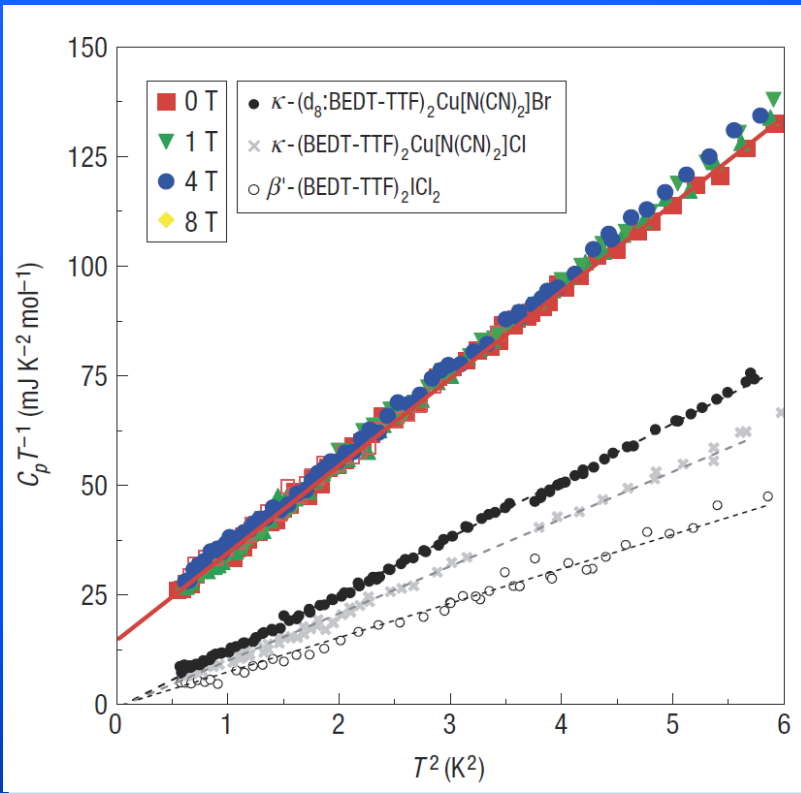 150
125
100
75
50
25
0
0 1 2 3 4 5 6
C_pT⁻¹ (mJ K⁻² mol⁻¹)
T² (K²)
0 T
1 T
4 T
8 T
κ-(d₈:BEDT-TTF)₂Cu[N(CN)₂]Br
κ-(BEDT-TTF)₂Cu[N(CN)₂]Cl
β'-(BEDT-TTF)₂ICl₂